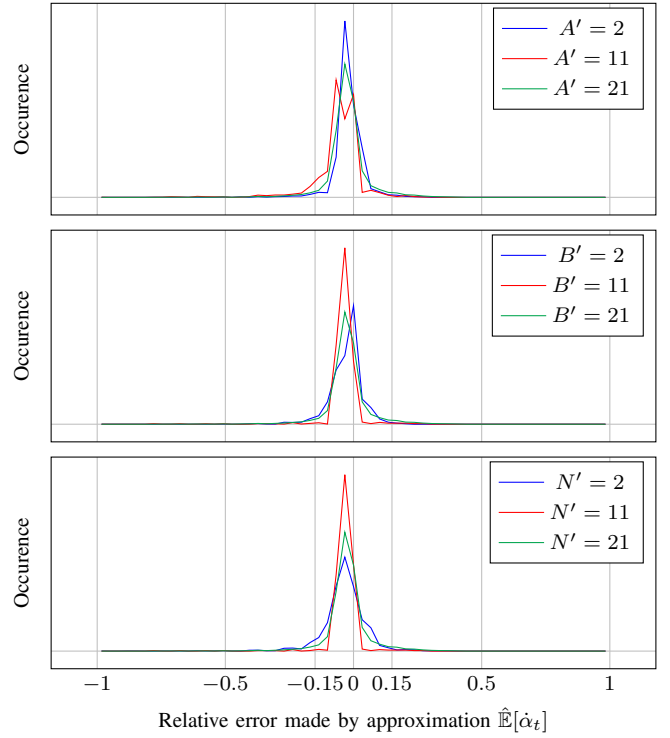 Occurence
A′ = 2
A′ = 11
A′ = 21
Occurence
B′ = 2
B′ = 11
B′ = 21
Occurence
N′ = 2
N′ = 11
N′ = 21
−1 −0.5 −0.15 0 0.15 0.5 1
Relative error made by approximation 𝔼̂[α̇ₜ]